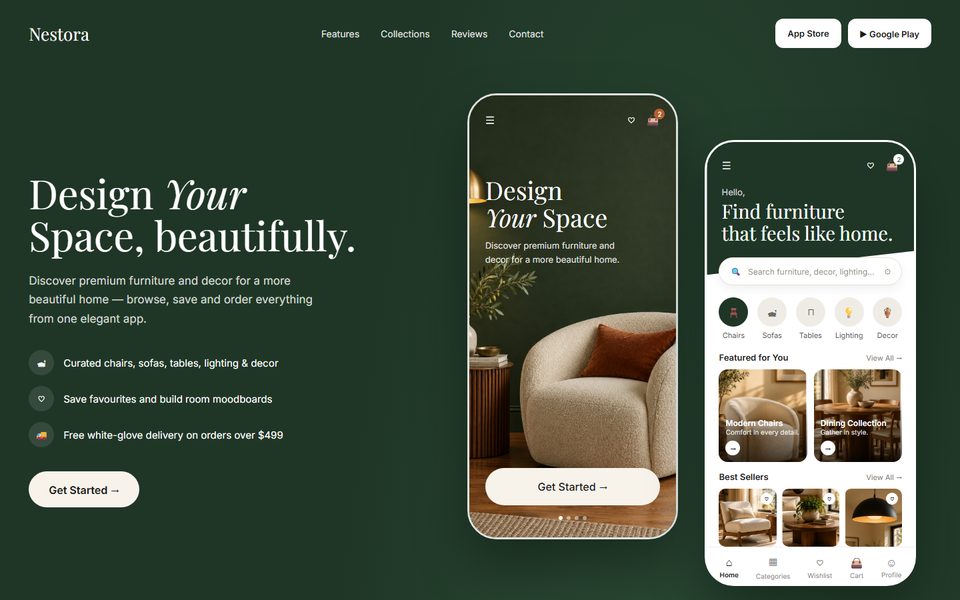 Nestora
Features
Collections
Reviews
Contact
App Store
▶ Google Play
Design Your
Space, beautifully.
Discover premium furniture and decor for a more
beautiful home — browse, save and order everything
from one elegant app.
Curated chairs, sofas, tables, lighting & decor
Save favourites and build room moodboards
Free white-glove delivery on orders over $499
Get Started →
2
Design
Your Space
Discover premium furniture and
decor for a more beautiful home.
Get Started →
2
Hello,
Find furniture
that feels like home.
Search furniture, decor, lighting...
Chairs
Sofas
Tables
Lighting
Decor
Featured for You
View All →
Modern Chairs
Comfort in every detail.
Dining Collection
Gather in style.
Best Sellers
View All →
Home
Categories
Wishlist
Cart
Profile